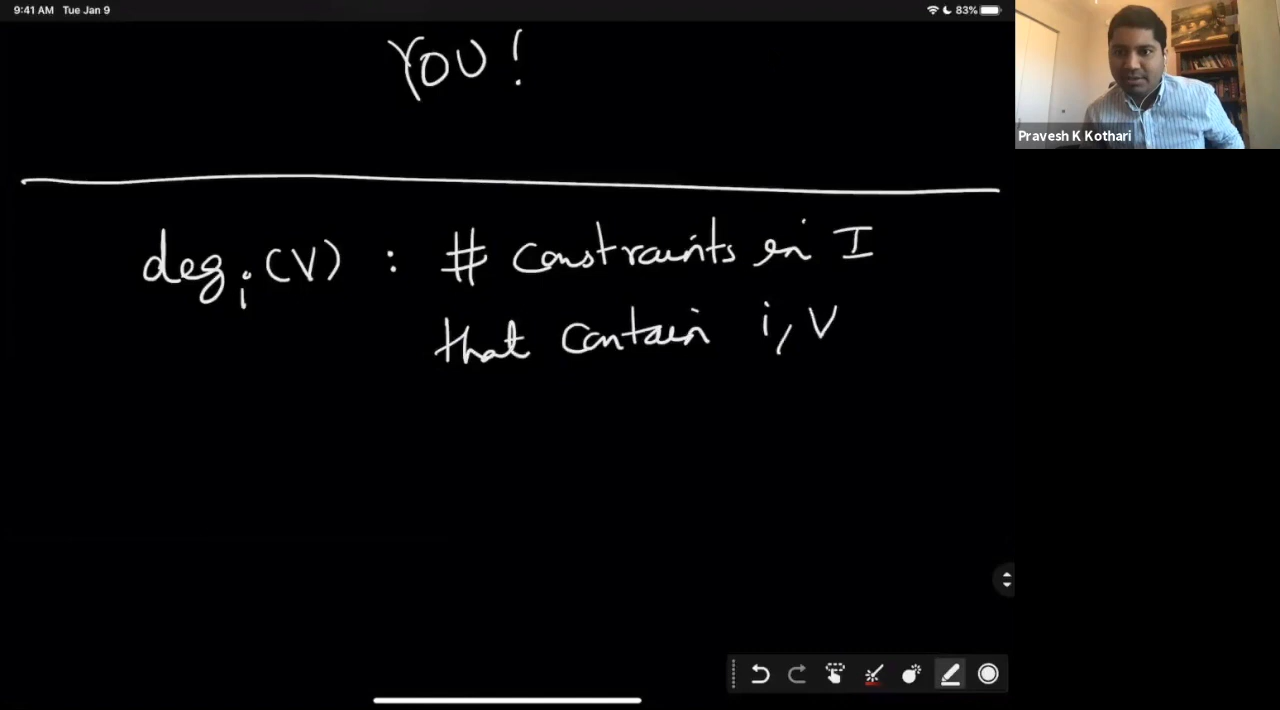 9:41 AM Tue Jan 9
83%
YOU!
Pravesh K Kothari
deg_i(V) : # constraints in I
that contain i, V